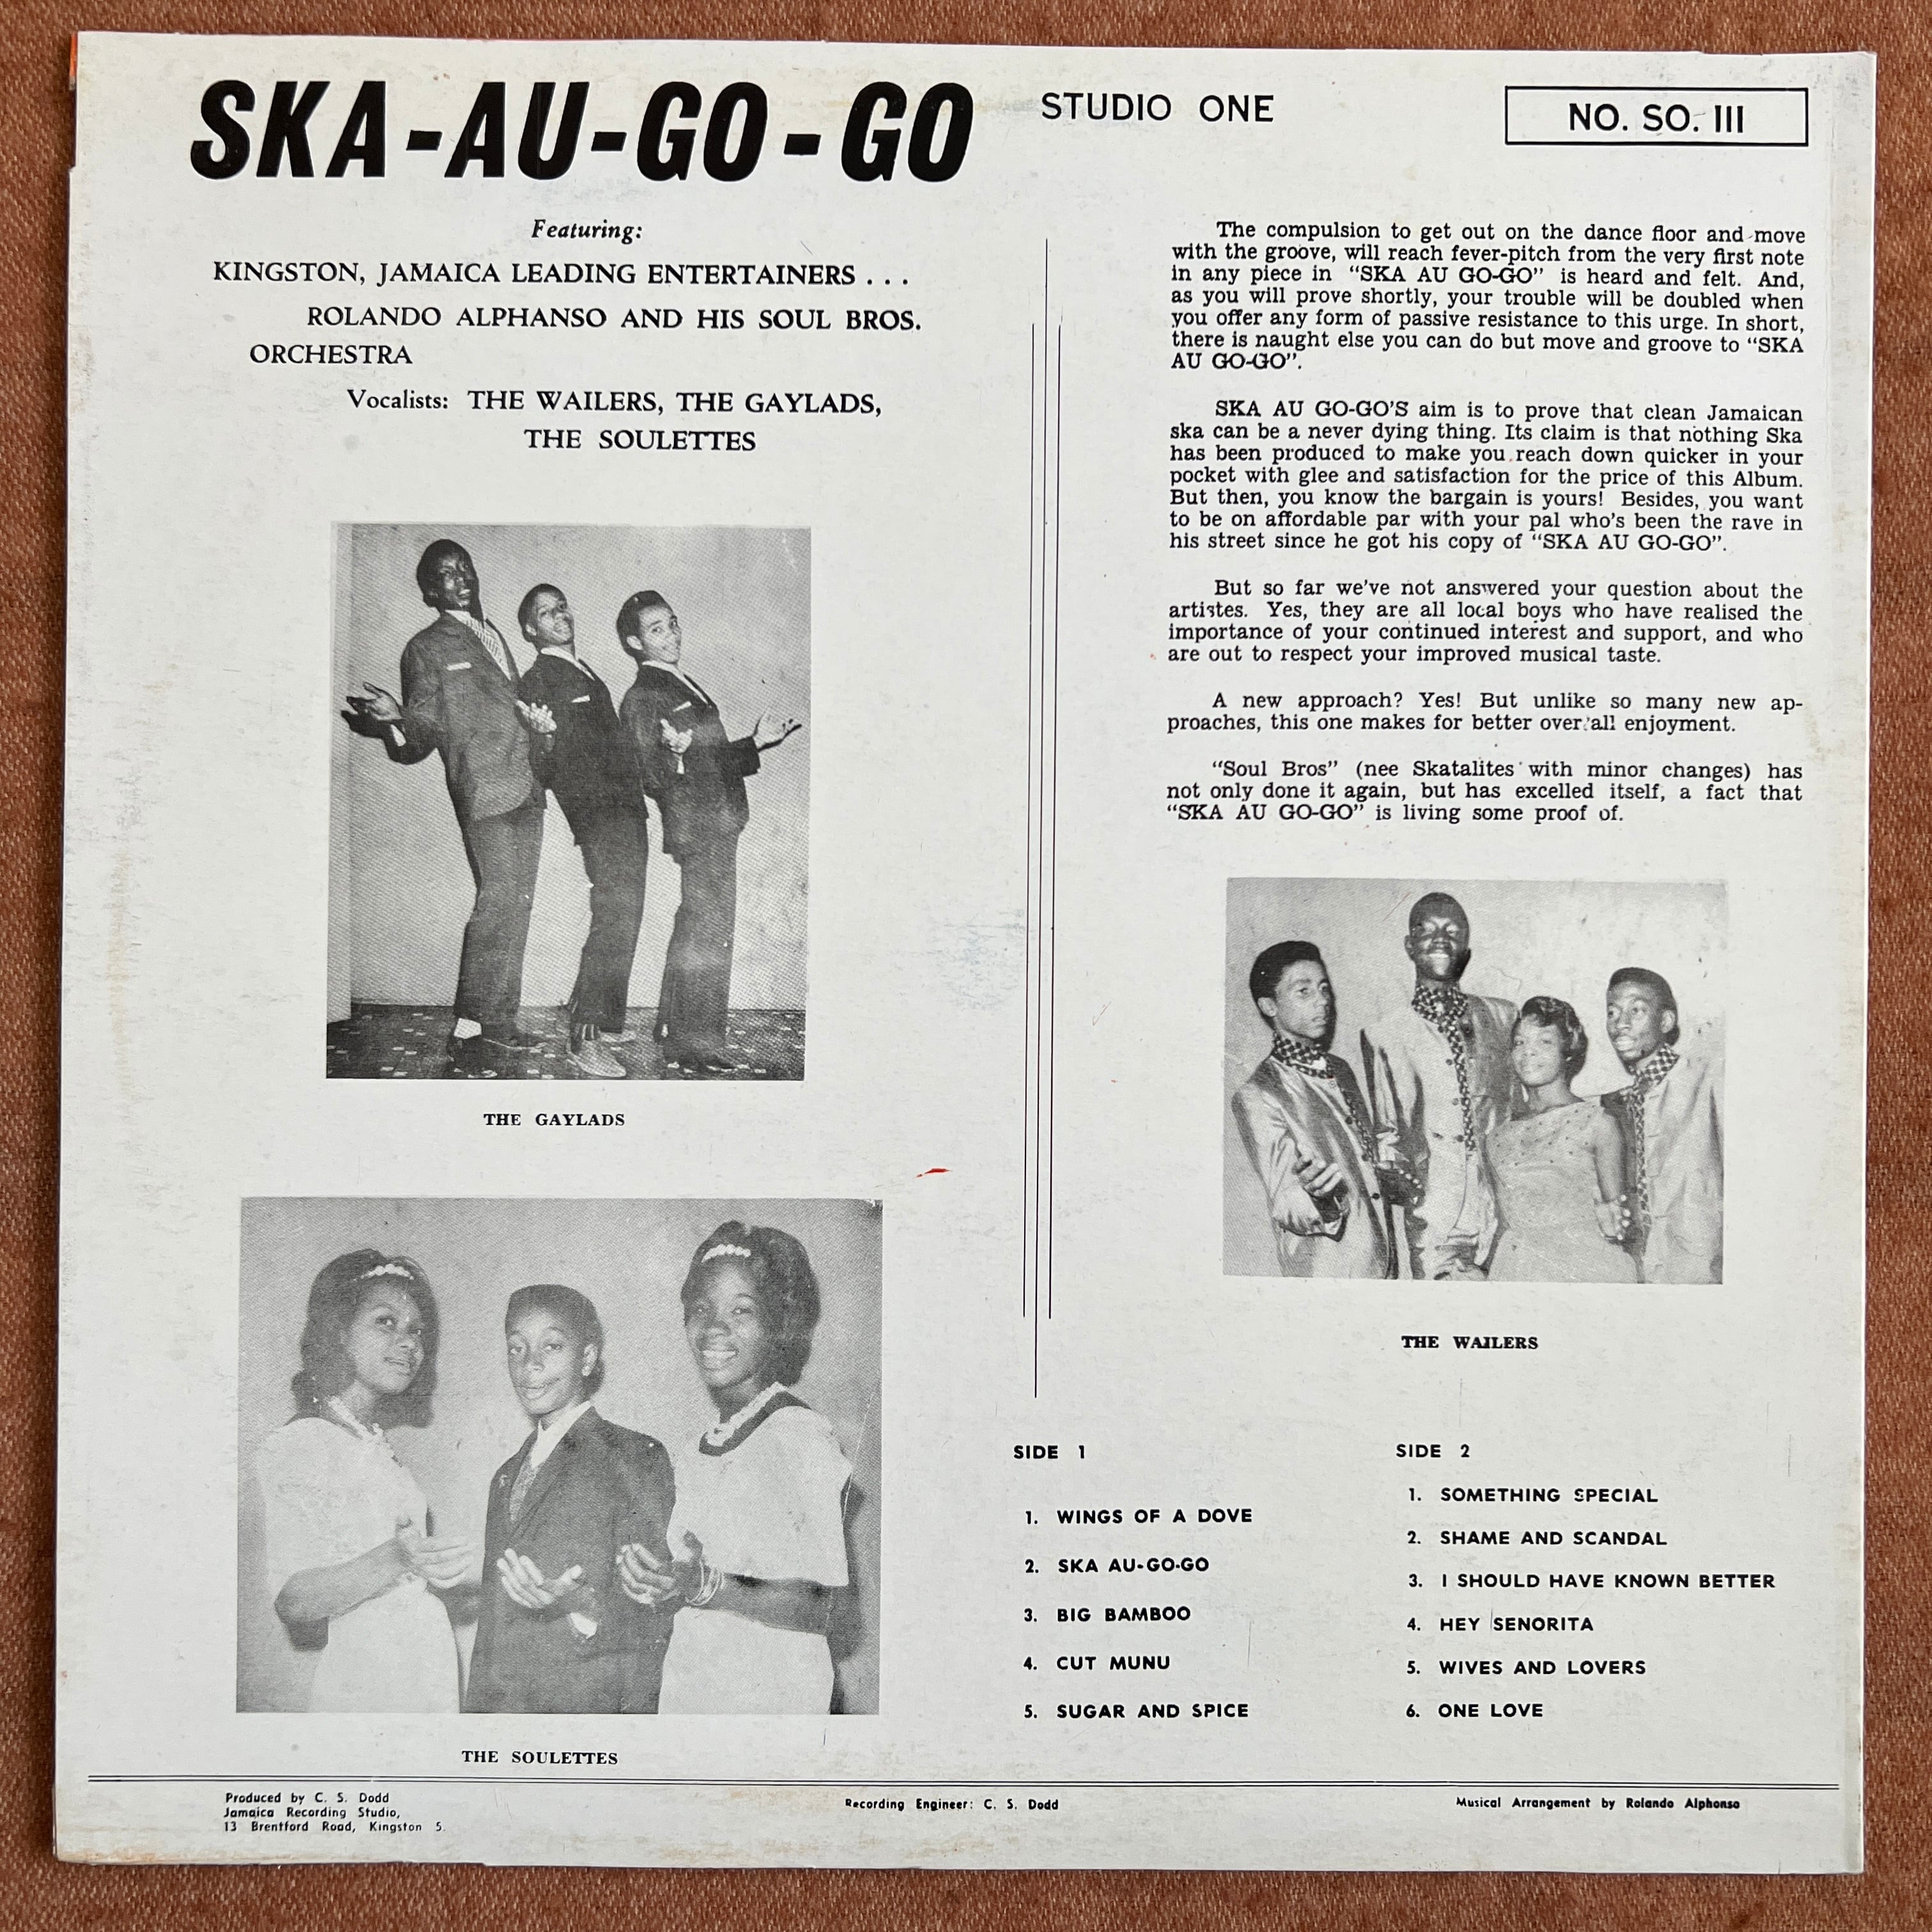 SKA-AU-GO-GO
STUDIO ONE
NO. SO. III
Featuring:
KINGSTON, JAMAICA LEADING ENTERTAINERS . . .
ROLANDO ALPHANSO AND HIS SOUL BROS.
ORCHESTRA
Vocalists: THE WAILERS, THE GAYLADS,
THE SOULETTES
THE GAYLADS
THE SOULETTES
The compulsion to get out on the dance floor and move
with the groove, will reach fever-pitch from the very first note
in any piece in "SKA AU GO-GO" is heard and felt. And,
as you will prove shortly, your trouble will be doubled when
you offer any form of passive resistance to this urge. In short,
there is naught else you can do but move and groove to "SKA
AU GO-GO".
SKA AU GO-GO'S aim is to prove that clean Jamaican
ska can be a never dying thing. Its claim is that nothing Ska
has been produced to make you reach down quicker in your
pocket with glee and satisfaction for the price of this Album.
But then, you know the bargain is yours! Besides, you want
to be on affordable par with your pal who's been the rave in
his street since he got his copy of "SKA AU GO-GO".
But so far we've not answered your question about the
artistes. Yes, they are all local boys who have realised the
importance of your continued interest and support, and who
are out to respect your improved musical taste.
A new approach? Yes! But unlike so many new ap-
proaches, this one makes for better over all enjoyment.
"Soul Bros" (nee Skatalites with minor changes) has
not only done it again, but has excelled itself, a fact that
"SKA AU GO-GO" is living some proof of.
THE WAILERS
SIDE 1
1. WINGS OF A DOVE
2. SKA AU-GO-GO
3. BIG BAMBOO
4. CUT MUNU
5. SUGAR AND SPICE
SIDE 2
1. SOMETHING SPECIAL
2. SHAME AND SCANDAL
3. I SHOULD HAVE KNOWN BETTER
4. HEY SENORITA
5. WIVES AND LOVERS
6. ONE LOVE
Produced by C. S. Dodd
Jamaica Recording Studio,
13 Brentford Road, Kingston 5.
Recording Engineer: C. S. Dodd
Musical Arrangement by Rolando Alphonso